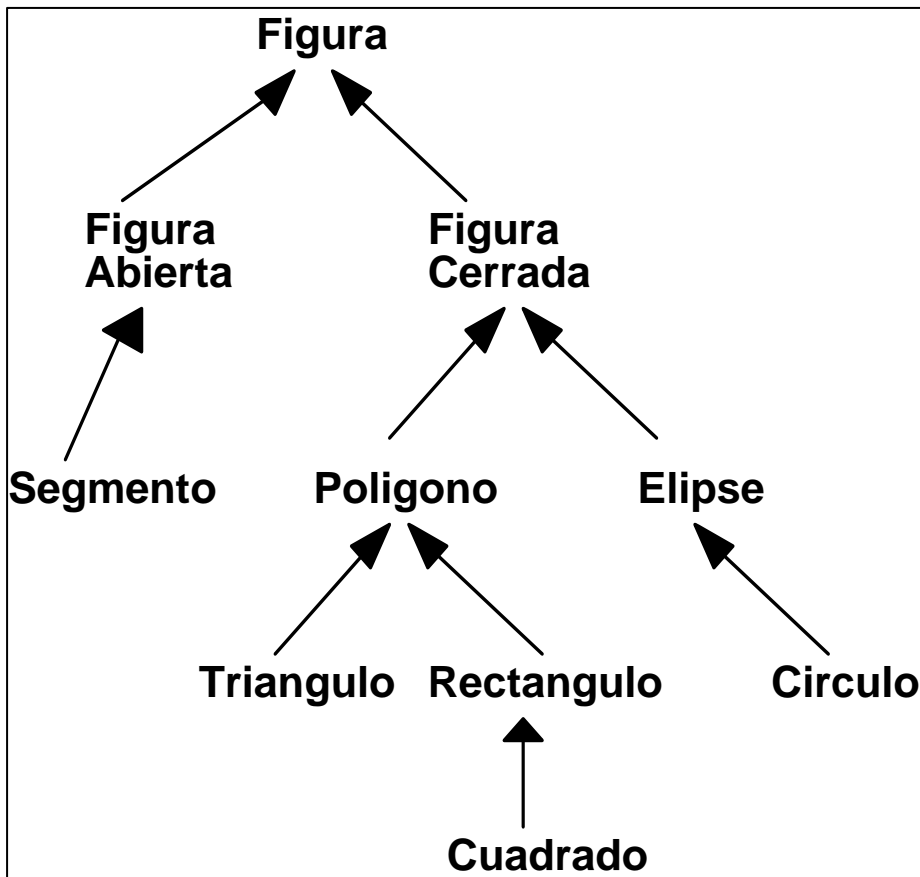 Figura
Figura
Abierta
Figura
Cerrada
Segmento
Poligono
Elipse
Triangulo
Rectangulo
Circulo
Cuadrado